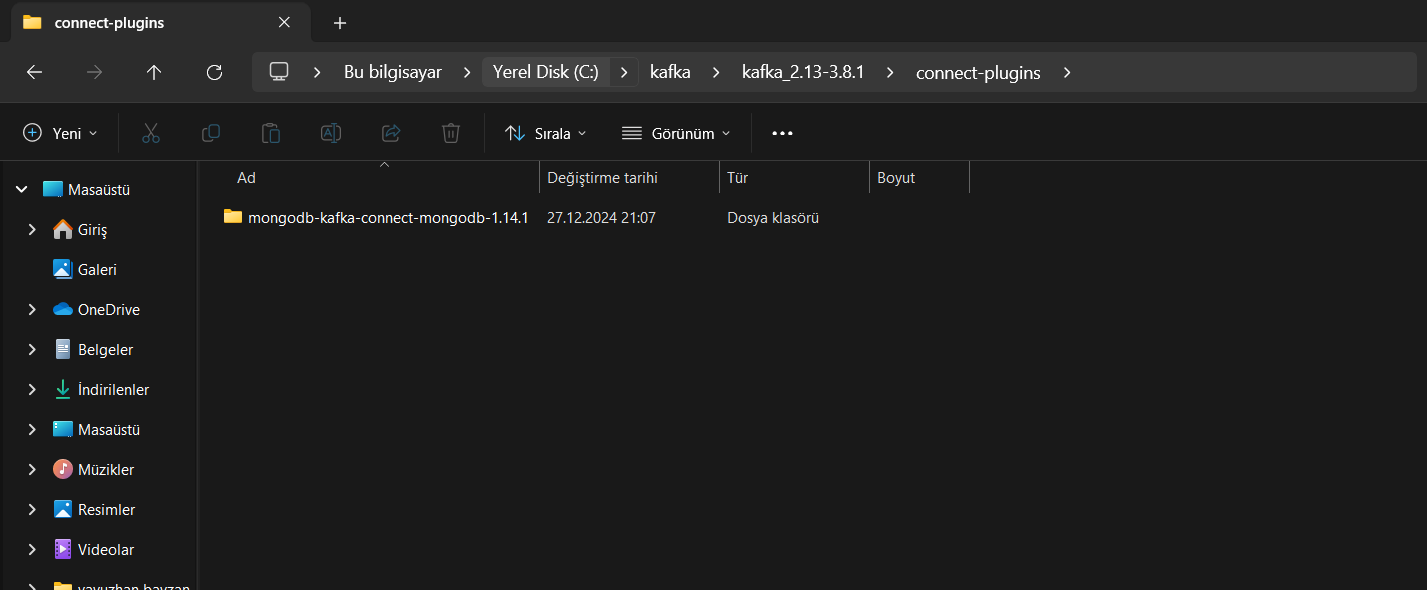 connect-plugins
Bu bilgisayar Yerel Disk (C:) kafka kafka_2.13-3.8.1 connect-plugins
Yeni Sırala Görünüm
Ad Değiştirme tarihi Tür Boyut
mongodb-kafka-connect-mongodb-1.14.1 27.12.2024 21:07 Dosya klasörü
Masaüstü
Giriş
Galeri
OneDrive
Belgeler
İndirilenler
Masaüstü
Müzikler
Resimler
Videolar